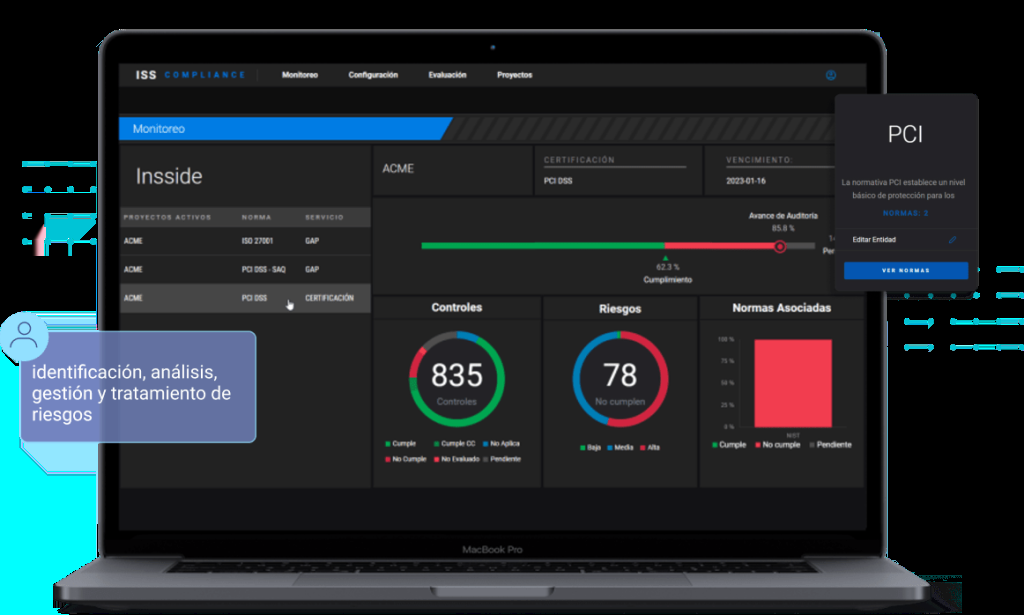 ISS COMPLIANCE
Monitoreo
Configuración
Evaluación
Proyectos
Monitoreo
Insside
PROYECTOS ACTIVOS NORMA SERVICIO
ACME ISO 27001 GAP
ACME PCI DSS - SAQ GAP
ACME PCI DSS CERTIFICACIÓN
ACME
CERTIFICACIÓN
PCI DSS
VENCIMIENTO:
2023-01-16
Avance de Auditoría
85.8 %
62,3 %
Cumplimiento
Controles
835
Controles
Cumple Cumple CC No Aplica
No Cumple No Evaluado Pendiente
Riesgos
78
No cumplen
Baja Media Alta
Normas Asociadas
100 %
75 %
50 %
25 %
0 %
Cumple No cumple Pendiente
PCI
La normativa PCI establece un nivel
básico de protección para los
NORMAS: 2
Editar Entidad
VER NORMAS
identificación, análisis,
gestión y tratamiento de
riesgos
MacBook Pro